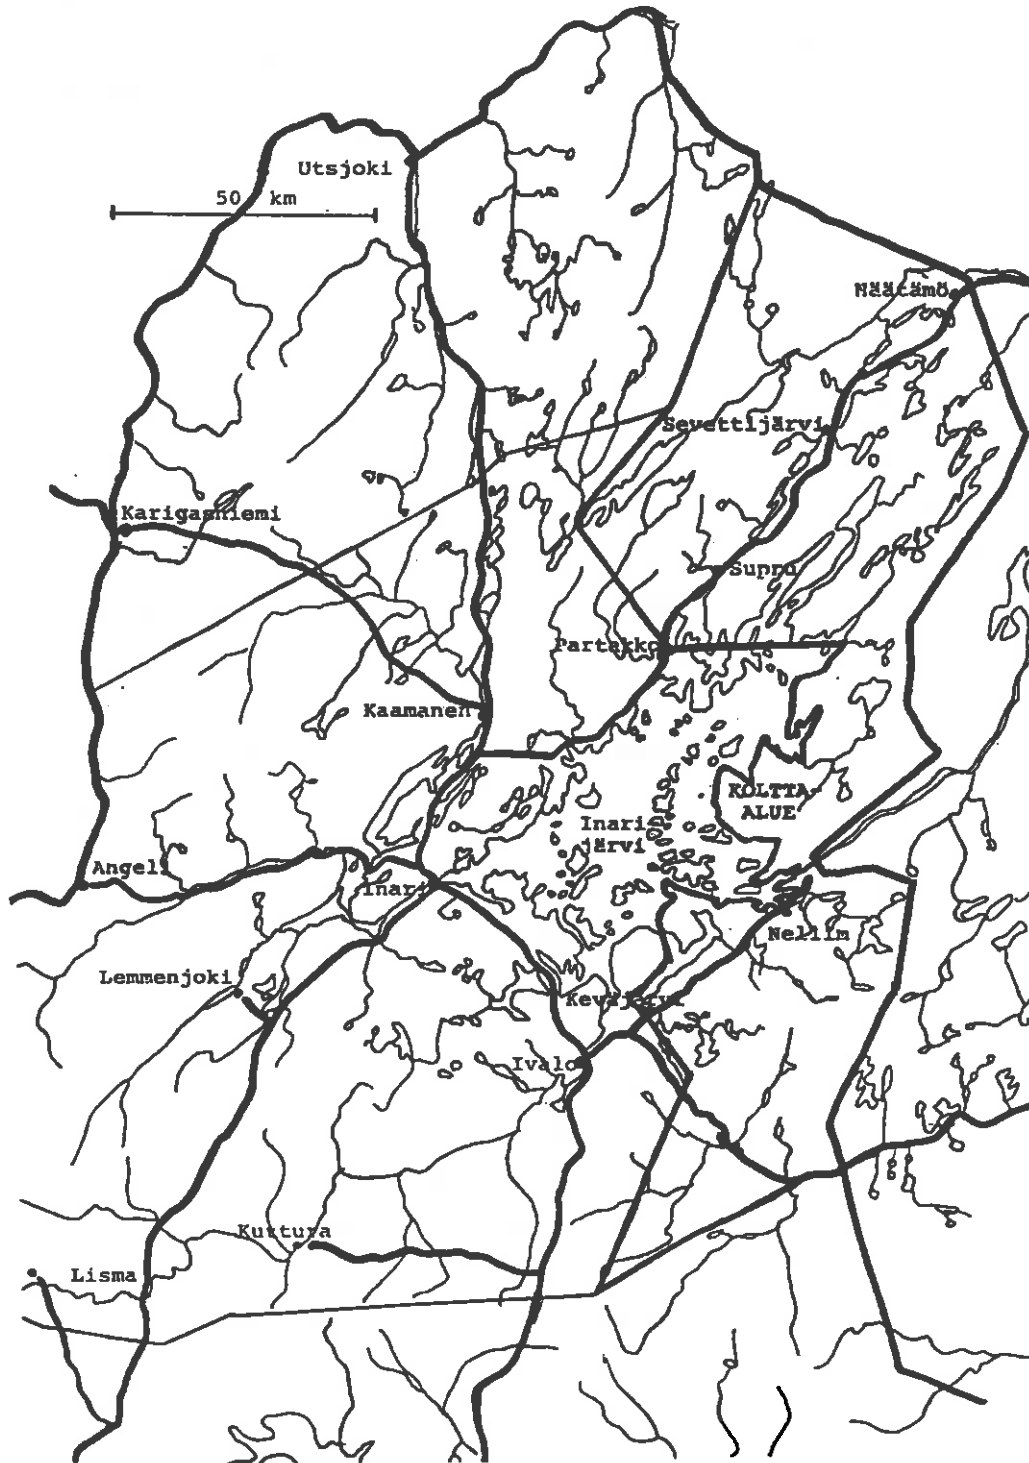 Utsjoki
50 km
Näätämö
Sevettijärvi
Karigasniemi
Suppu
Partakko
Kaamanen
KOLTTA-
ALUE
Inari-
järvi
Angeli
Inari
Nellim
Lemmenjoki
Kevajärvi
Ivalo
Kuttura
Lisma